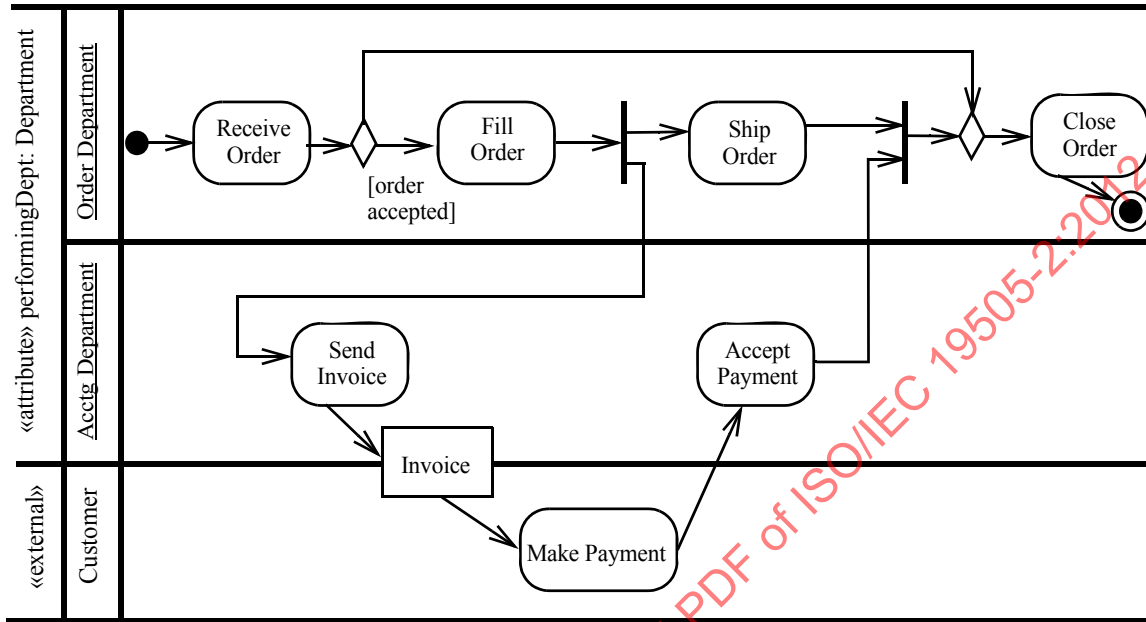 «attribute» performingDept: Department
«external»
Order Department
Acctg Department
Customer
Receive
Order
[order
accepted]
Fill
Order
Ship
Order
Close
Order
Send
Invoice
Accept
Payment
Invoice
Make Payment
PDF of ISO/IEC 19505-2:2012